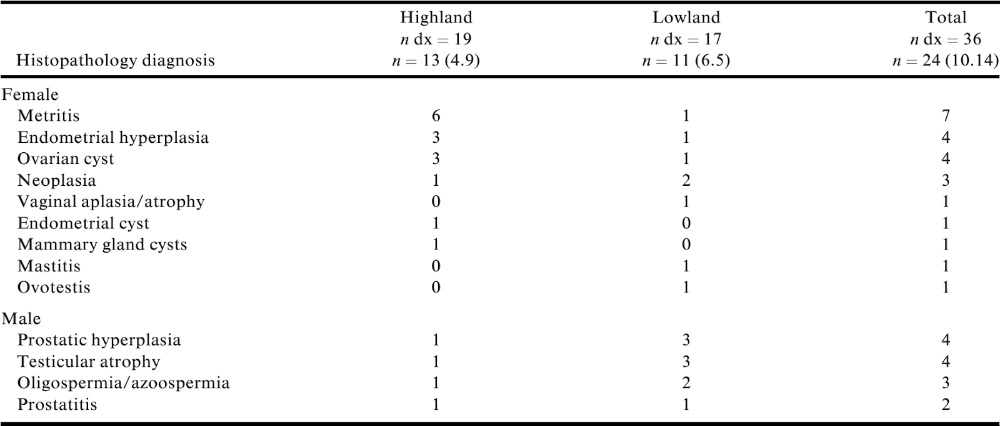 Highland Lowland Total
n dx = 19 n dx = 17 n dx = 36
Histopathology diagnosis n = 13 (4.9) n = 11 (6.5) n = 24 (10.14)
Female
Metritis 6 1 7
Endometrial hyperplasia 3 1 4
Ovarian cyst 3 1 4
Neoplasia 1 2 3
Vaginal aplasia/atrophy 0 1 1
Endometrial cyst 1 0 1
Mammary gland cysts 1 0 1
Mastitis 0 1 1
Ovotestis 0 1 1
Male
Prostatic hyperplasia 1 3 4
Testicular atrophy 1 3 4
Oligospermia/azoospermia 1 2 3
Prostatitis 1 1 2